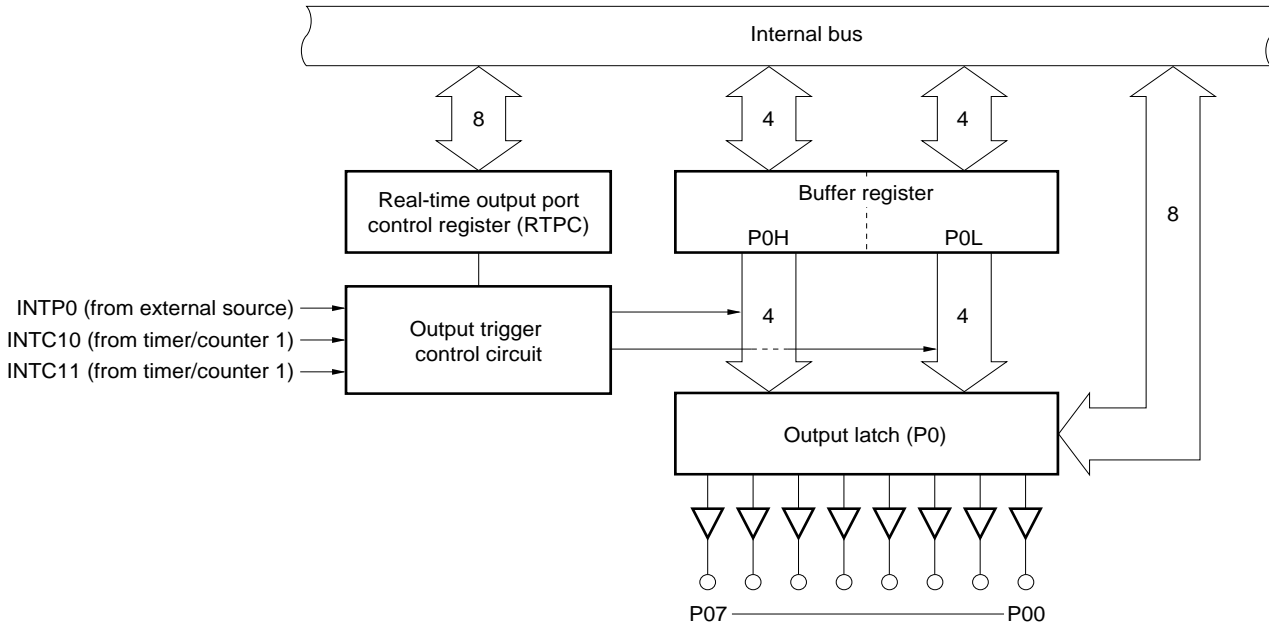 Internal bus
8
4
4
Real-time output port
control register (RTPC)
Buffer register
P0H
P0L
8
INTP0 (from external source)
INTC10 (from timer/counter 1)
INTC11 (from timer/counter 1)
Output trigger
control circuit
4
4
Output latch (P0)
P07
P00